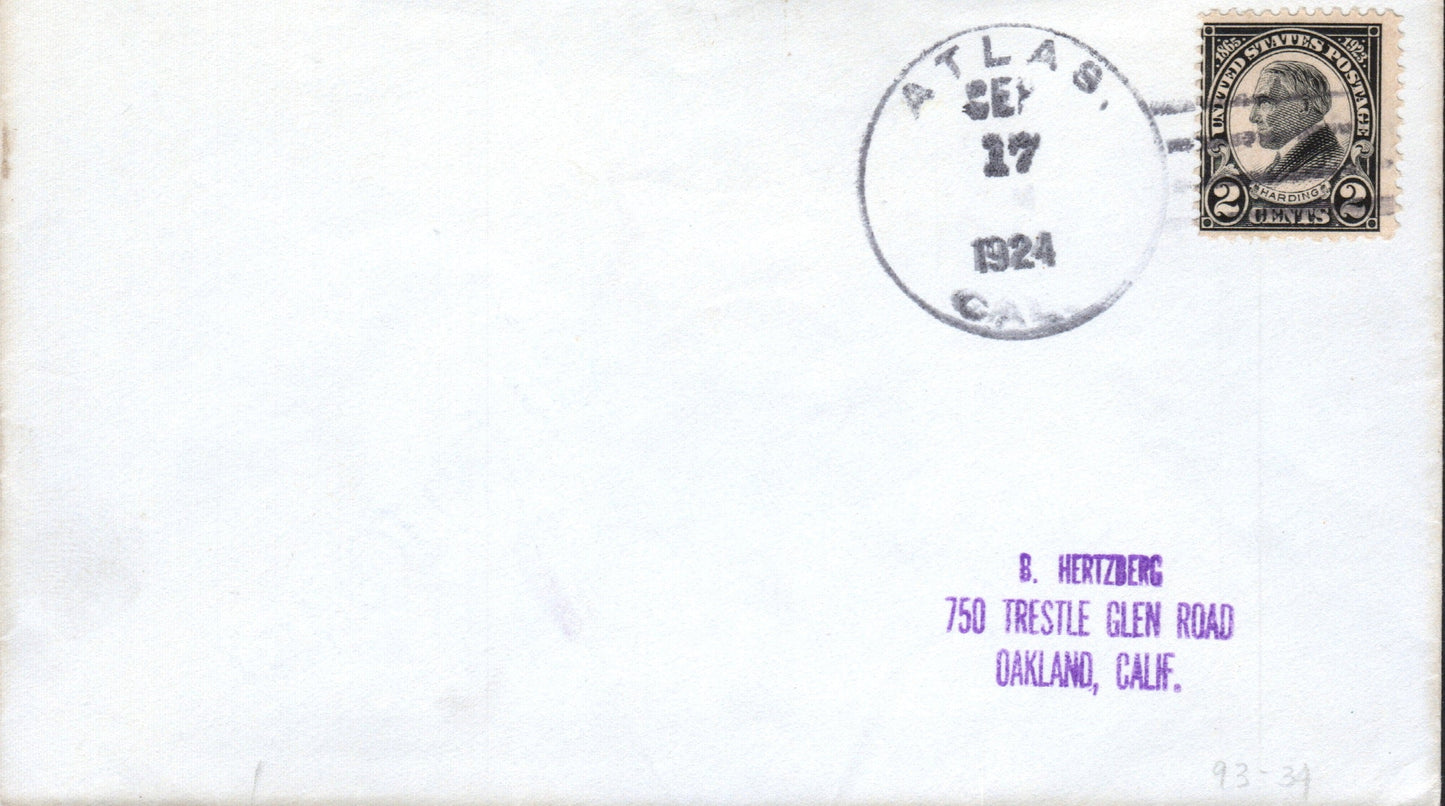 ATLAS.
SEP
17
1924
CAL.
1865 · 1923
UNITED STATES POSTAGE
HARDING
2 CENTS 2
B. HERTZBERG
750 TRESTLE GLEN ROAD
OAKLAND, CALIF.
93-34